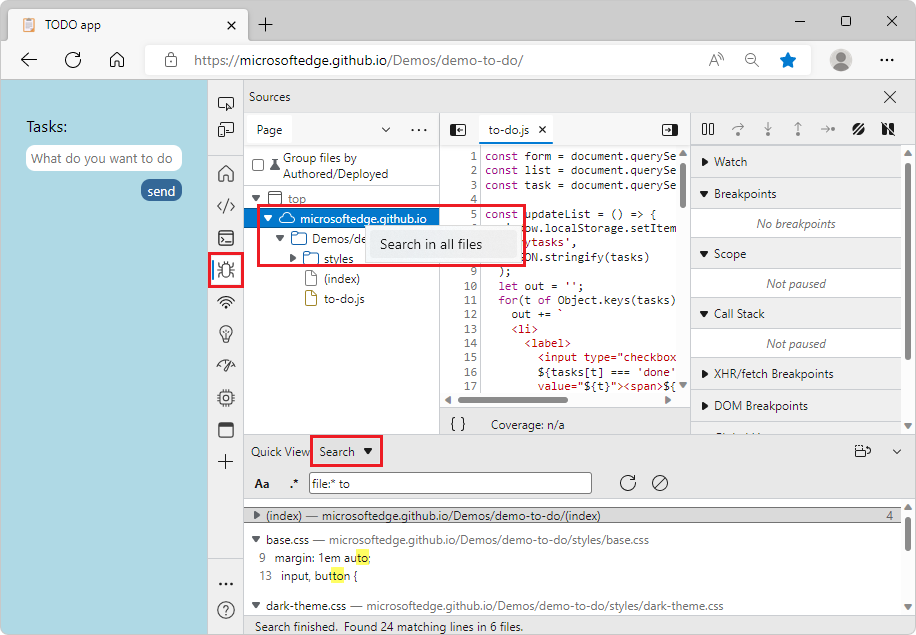 TODO app
https://microsoftedge.github.io/Demos/demo-to-do/
Tasks:
What do you want to do
send
Sources
Page
Group files by
Authored/Deployed
top
microsoftedge.github.io
Demos/de
Search in all files
styles
(index)
to-do.js
to-do.js
1 const form = document.querySe
2 const list = document.querySe
3 const task = document.querySe
4
5 const updateList = () => {
ow.localStorage.setItem
ytasks',
ON.stringify(tasks)
9 );
10 let out = '';
11 for(t of Object.keys(tasks)
12 out += `
13 <li>
14 <label>
15 <input type="checkbox
16 ${tasks[t] === 'done'
17 value="${t}"><span>${
{ } Coverage: n/a
Watch
Breakpoints
No breakpoints
Scope
Not paused
Call Stack
Not paused
XHR/fetch Breakpoints
DOM Breakpoints
Quick View Search
Aa .* file:* to
(index) — microsoftedge.github.io/Demos/demo-to-do/(index) 4
base.css — microsoftedge.github.io/Demos/demo-to-do/styles/base.css
9 margin: 1em auto;
13 input, button {
dark-theme.css — microsoftedge.github.io/Demos/demo-to-do/styles/dark-theme.css
Search finished. Found 24 matching lines in 6 files.